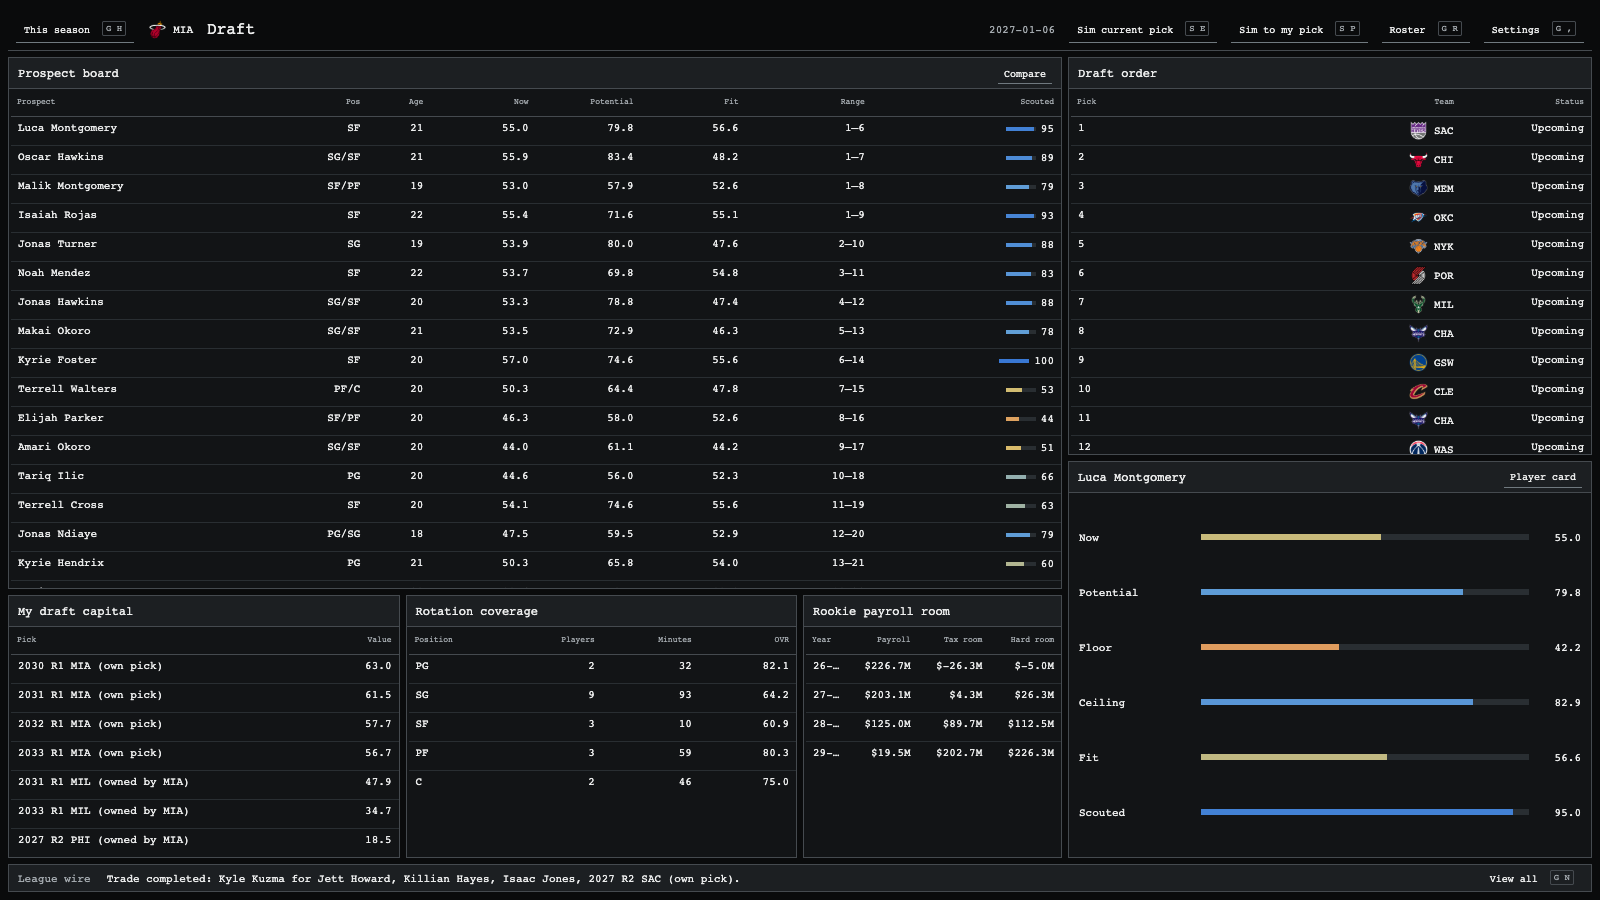 This season G H MIA Draft 2027-01-06 Sim current pick S E Sim to my pick S P Roster G R Settings G ,
Prospect board Compare
Prospect Pos Age Now Potential Fit Range Scouted
Luca Montgomery SF 21 55.0 79.8 56.6 1–6 95
Oscar Hawkins SG/SF 21 55.9 83.4 48.2 1–7 89
Malik Montgomery SF/PF 19 53.0 57.9 52.6 1–8 79
Isaiah Rojas SF 22 55.4 71.6 55.1 1–9 93
Jonas Turner SG 19 53.9 80.0 47.6 2–10 88
Noah Mendez SF 22 53.7 69.8 54.8 3–11 83
Jonas Hawkins SG/SF 20 53.3 78.8 47.4 4–12 88
Makai Okoro SG/SF 21 53.5 72.9 46.3 5–13 78
Kyrie Foster SF 20 57.0 74.6 55.6 6–14 100
Terrell Walters PF/C 20 50.3 64.4 47.8 7–15 53
Elijah Parker SF/PF 20 46.3 58.0 52.6 8–16 44
Amari Okoro SG/SF 20 44.0 61.1 44.2 9–17 51
Tariq Ilic PG 20 44.6 56.0 52.3 10–18 66
Terrell Cross SF 20 54.1 74.6 55.6 11–19 63
Jonas Ndiaye PG/SG 18 47.5 59.5 52.9 12–20 79
Kyrie Hendrix PG 21 50.3 65.8 54.0 13–21 60
Draft order
Pick Team Status
1 SAC Upcoming
2 CHI Upcoming
3 MEM Upcoming
4 OKC Upcoming
5 NYK Upcoming
6 POR Upcoming
7 MIL Upcoming
8 CHA Upcoming
9 GSW Upcoming
10 CLE Upcoming
11 CHA Upcoming
12 WAS Upcoming
Luca Montgomery Player card
Now 55.0
Potential 79.8
Floor 42.2
Ceiling 82.9
Fit 56.6
Scouted 95.0
My draft capital
Pick Value
2030 R1 MIA (own pick) 63.0
2031 R1 MIA (own pick) 61.5
2032 R1 MIA (own pick) 57.7
2033 R1 MIA (own pick) 56.7
2031 R1 MIL (owned by MIA) 47.9
2033 R1 MIL (owned by MIA) 34.7
2027 R2 PHI (owned by MIA) 18.5
Rotation coverage
Position Players Minutes OVR
PG 2 32 82.1
SG 9 93 64.2
SF 3 10 60.9
PF 3 59 80.3
C 2 46 75.0
Rookie payroll room
Year Payroll Tax room Hard room
26-… $226.7M $-26.3M $-5.0M
27-… $203.1M $4.3M $26.3M
28-… $125.0M $89.7M $112.5M
29-… $19.5M $202.7M $226.3M
League wire Trade completed: Kyle Kuzma for Jett Howard, Killian Hayes, Isaac Jones, 2027 R2 SAC (own pick). View all G N